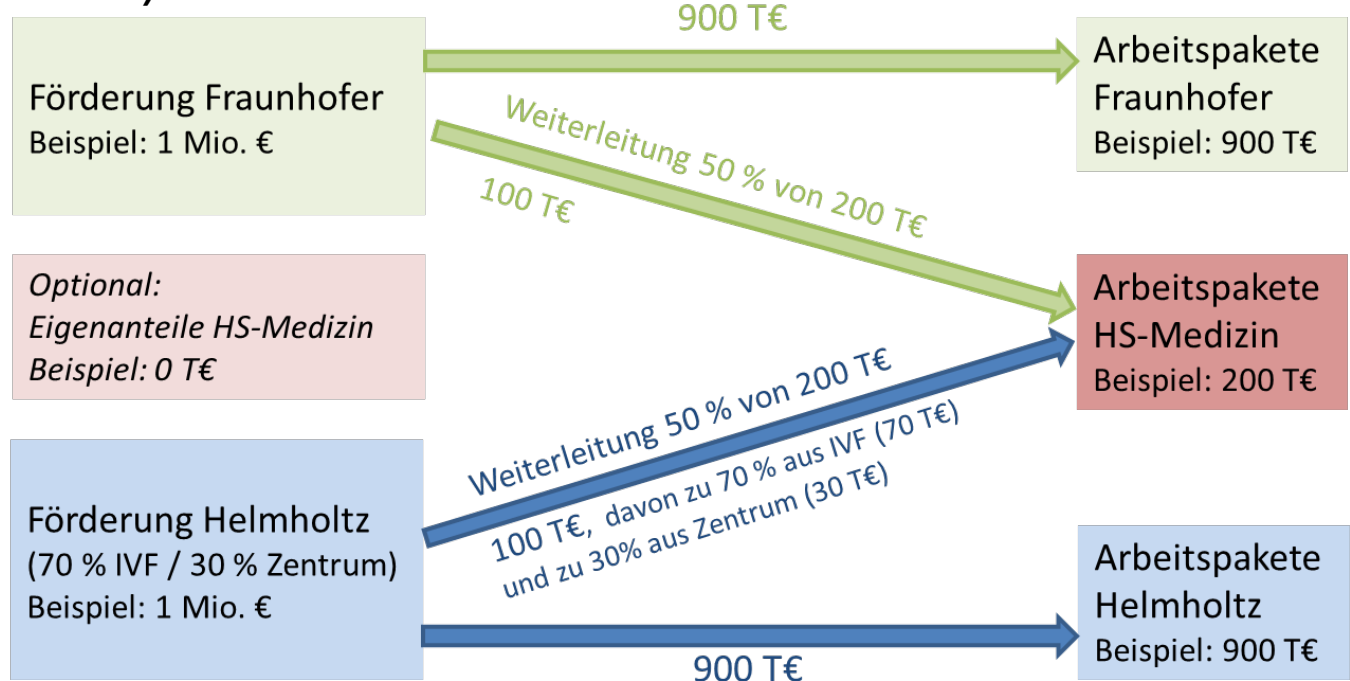 900 T€
Förderung Fraunhofer
Beispiel: 1 Mio. €
Arbeitspakete
Fraunhofer
Beispiel: 900 T€
Weiterleitung 50 % von 200 T€
100 T€
Optional:
Eigenanteile HS-Medizin
Beispiel: 0 T€
Arbeitspakete
HS-Medizin
Beispiel: 200 T€
Weiterleitung 50 % von 200 T€
100 T€, davon zu 70 % aus IVF (70 T€)
und zu 30% aus Zentrum (30 T€)
Förderung Helmholtz
(70 % IVF / 30 % Zentrum)
Beispiel: 1 Mio. €
Arbeitspakete
Helmholtz
Beispiel: 900 T€
900 T€